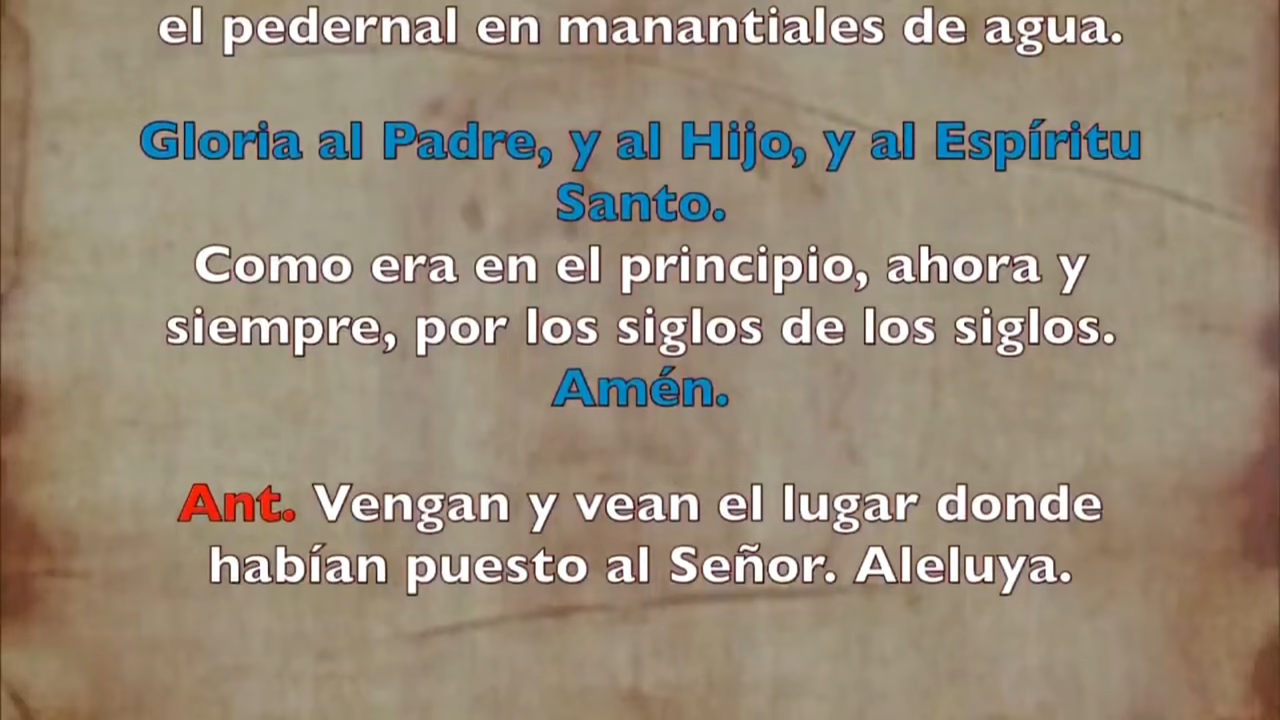 el pedernal en manantiales de agua.
Gloria al Padre, y al Hijo, y al Espíritu
Santo.
Como era en el principio, ahora y
siempre, por los siglos de los siglos.
Amén.
Ant. Vengan y vean el lugar donde
habían puesto al Señor. Aleluya.